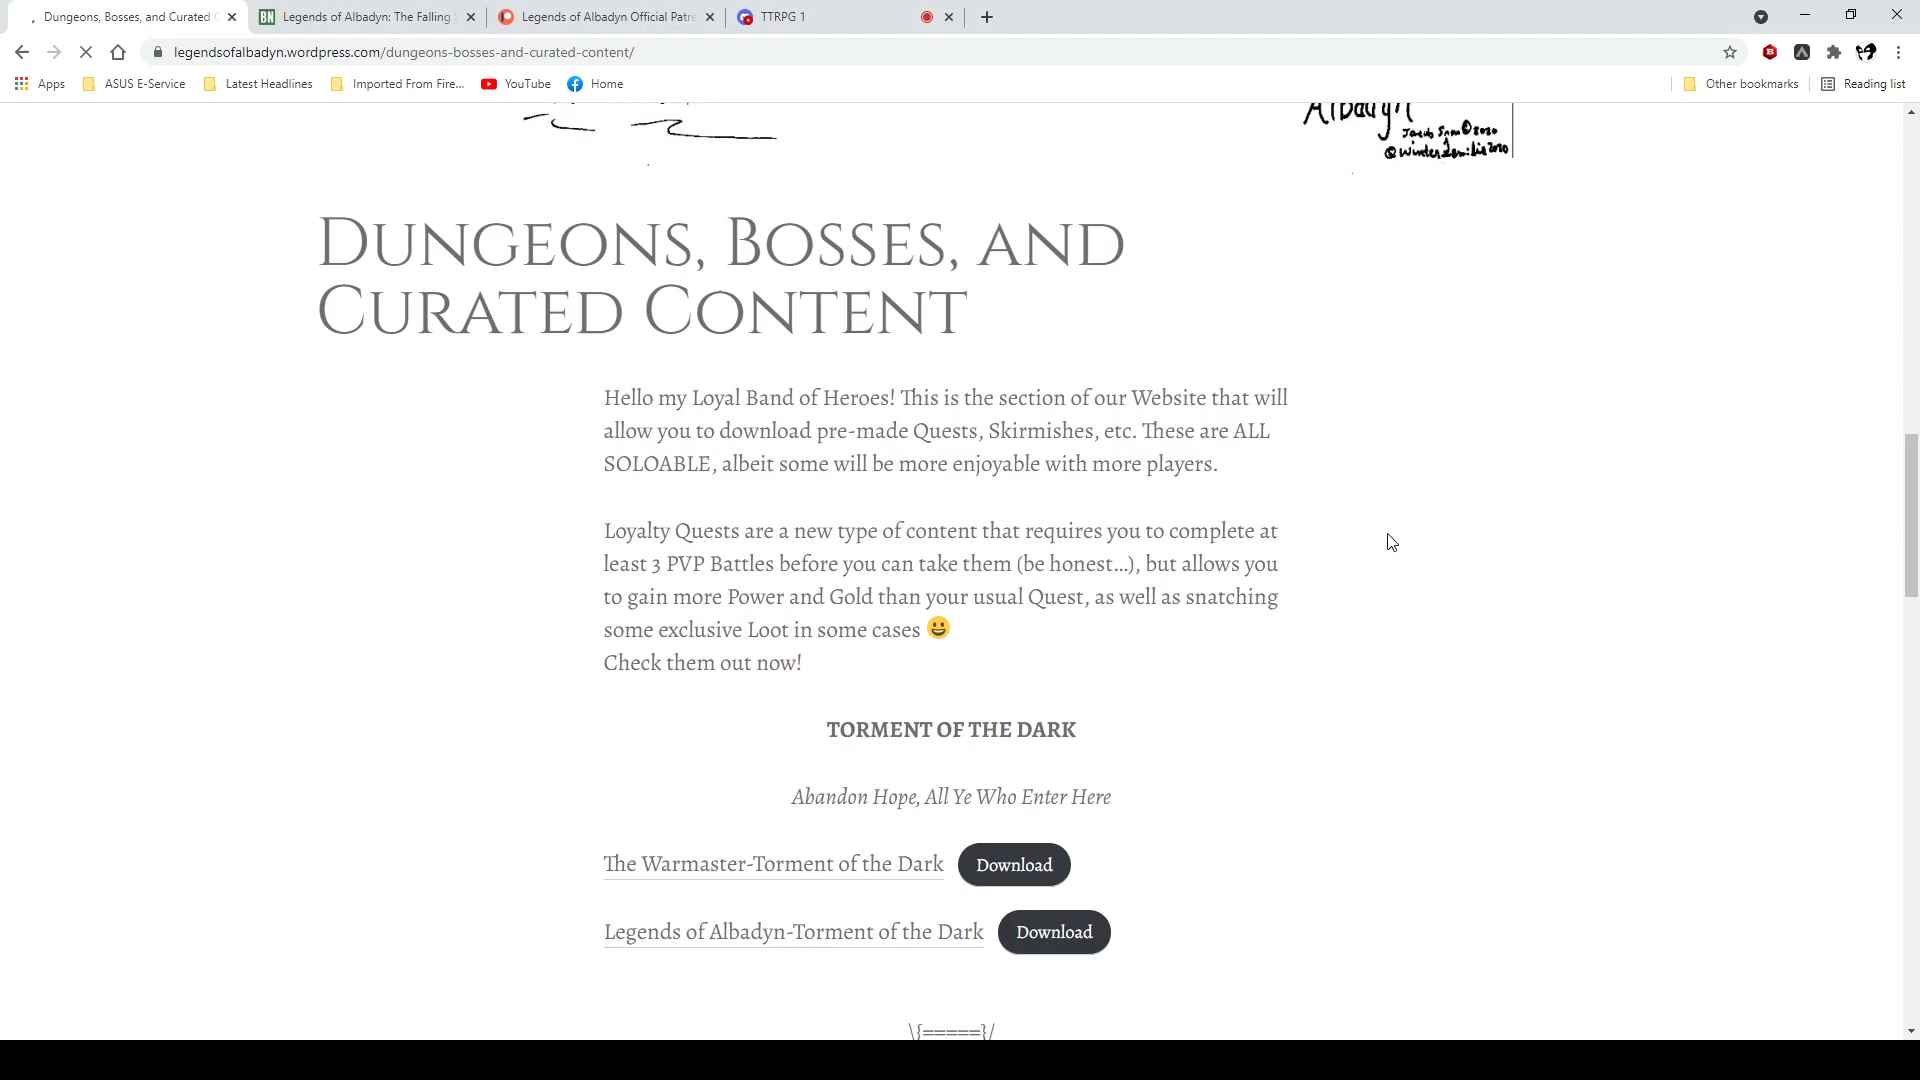 Dungeons, Bosses, and Curated C
Legends of Albadyn: The Falling S
Legends of Albadyn Official Patre
TTRPG 1
legendsofalbadyn.wordpress.com/dungeons-bosses-and-curated-content/
Apps
ASUS E-Service
Latest Headlines
Imported From Fire...
YouTube
Home
Other bookmarks
Reading list
Albadyn
Dungeons, Bosses, and
Curated Content
Hello my Loyal Band of Heroes! This is the section of our Website that will
allow you to download pre-made Quests, Skirmishes, etc. These are ALL
SOLOABLE, albeit some will be more enjoyable with more players.
Loyalty Quests are a new type of content that requires you to complete at
least 3 PVP Battles before you can take them (be honest...), but allows you
to gain more Power and Gold than your usual Quest, as well as snatching
some exclusive Loot in some cases 😀
Check them out now!
TORMENT OF THE DARK
Abandon Hope, All Ye Who Enter Here
The Warmaster-Torment of the Dark Download
Legends of Albadyn-Torment of the Dark Download
\{=====}/